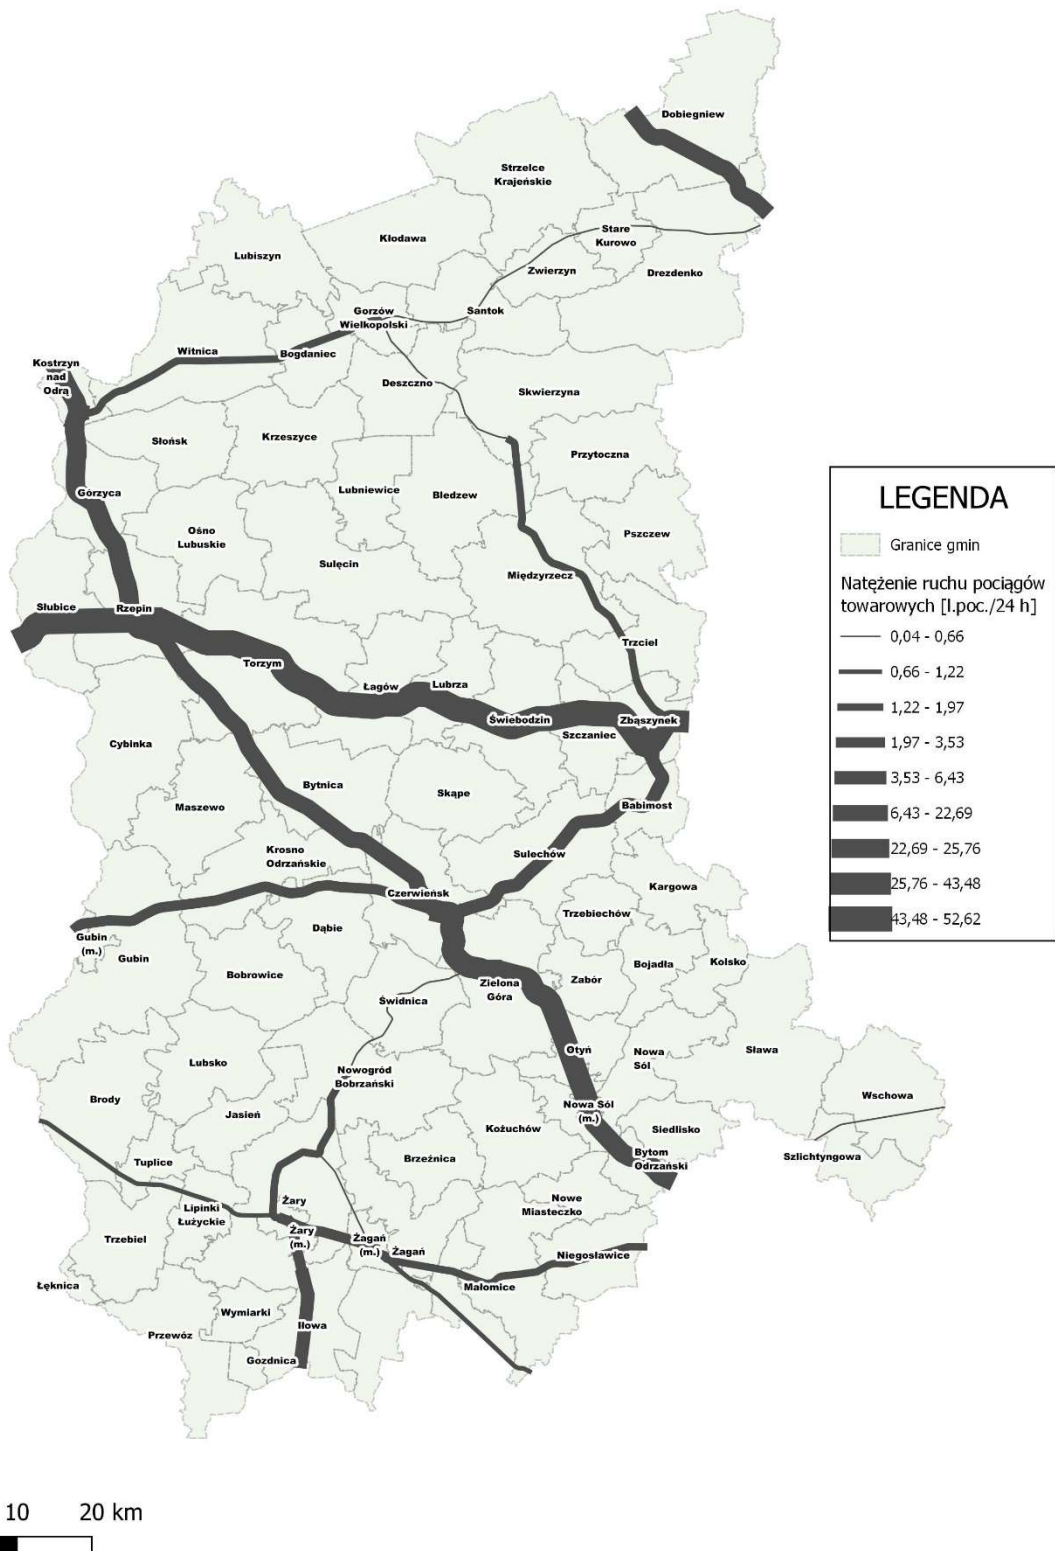 Dobiegniew
Strzelce
Krajeńskie
Stare
Kurowo
Kłodawa
Lubiszyn
Zwierzyn
Drezdenko
Gorzów
Wielkopolski
Santok
Witnica
Bogdaniec
Kostrzyn
nad
Odrą
Deszczno
Skwierzyna
Słońsk
Krzeszyce
Przytoczna
Lubniewice
Bledzew
Górzyca
Ośno
Lubuskie
Pszczew
Sulęcin
Międzyrzecz
Słubice
Rzepin
Trzciel
Torzym
Łagów
Lubrza
Świebodzin
Zbąszynek
Szczaniec
Cybinka
Bytnica
Skąpe
Maszewo
Babimost
Krosno
Odrzańskie
Sulechów
Czerwieńsk
Kargowa
Trzebiechów
Dąbie
Gubin
(m.)
Gubin
Bobrowice
Bojadła
Kolsko
Zabór
Zielona
Góra
Świdnica
Otyń
Nowa
Sól
Sława
Lubsko
Nowogród
Bobrzański
Brody
Jasień
Wschowa
Nowa Sól
(m.)
Siedlisko
Kożuchów
Bytom
Odrzański
Szlichtyngowa
Tuplice
Brzeźnica
Żary
Nowe
Miasteczko
Lipinki
Łużyckie
Żary
(m.)
Żagań
(m.)
Żagań
Trzebiel
Niegosławice
Małomice
Łęknica
Wymiarki
Iłowa
Przewóz
Gozdnica
LEGENDA
Granice gmin
Natężenie ruchu pociągów
towarowych [l.poc./24 h]
0,04 - 0,66
0,66 - 1,22
1,22 - 1,97
1,97 - 3,53
3,53 - 6,43
6,43 - 22,69
22,69 - 25,76
25,76 - 43,48
43,48 - 52,62
10 20 km